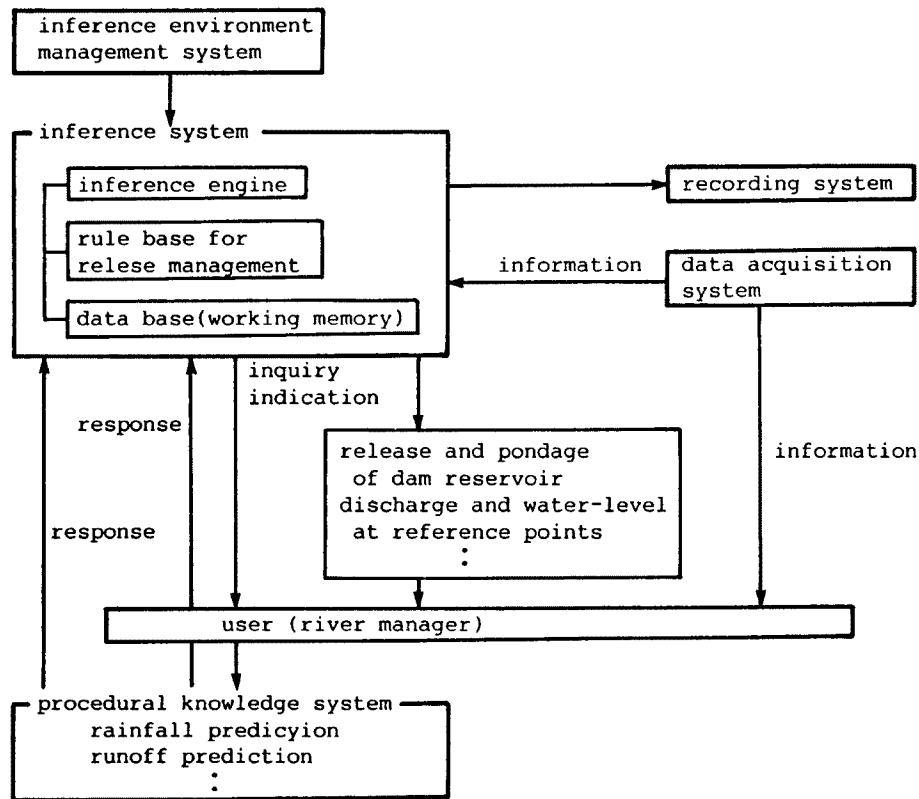 inference environment
management system
inference system
inference engine
rule base for
relese management
data base(working memory)
recording system
information
data acquisition
system
inquiry
indication
response
release and pondage
of dam reservoir
discharge and water-level
at reference points
:
information
response
user (river manager)
procedural knowledge system
rainfall predicyion
runoff prediction
: